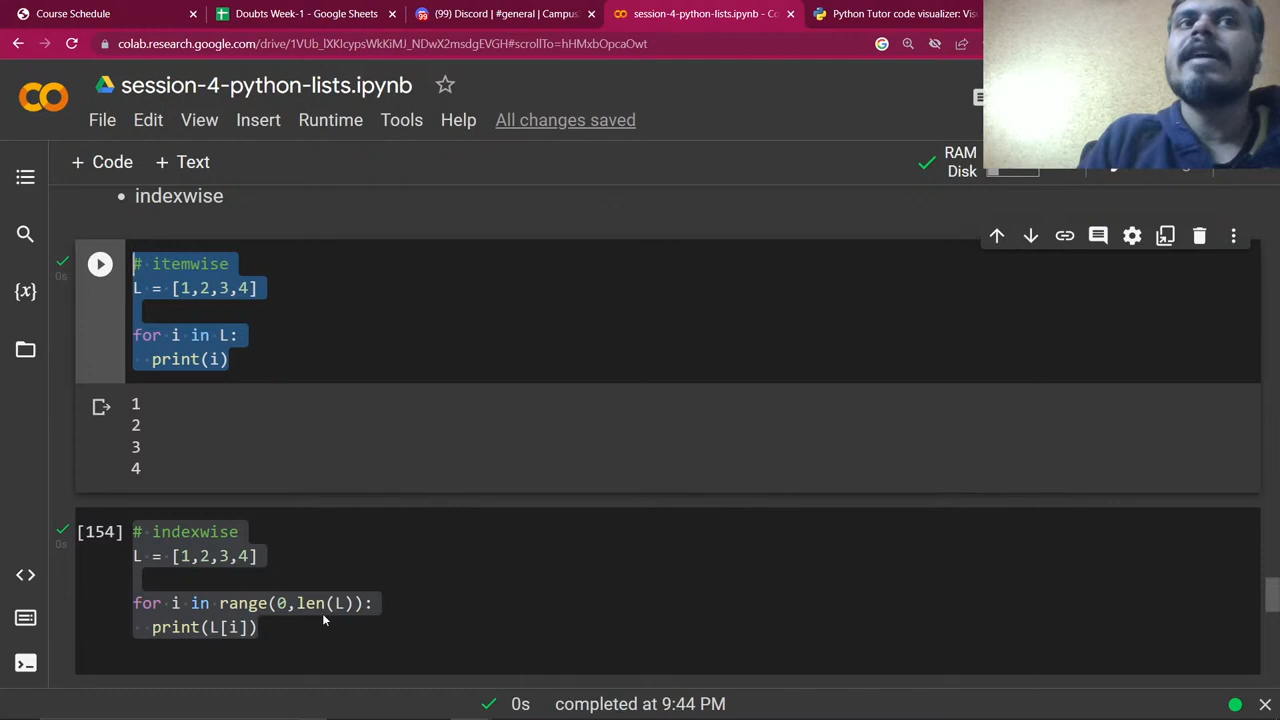 Course Schedule
Doubts Week-1 - Google Sheets
(99) Discord | #general | Campus
session-4-python-lists.ipynb - Co
Python Tutor code visualizer: Vis
colab.research.google.com/drive/1VUb_lXKIcypsWkKiMJ_NDwX2msdgEVGH#scrollTo=hHMxbOpcaOwt
session-4-python-lists.ipynb
File Edit View Insert Runtime Tools Help All changes saved
+ Code + Text
RAM
Disk
• indexwise
# itemwise
L = [1,2,3,4]
for i in L:
print(i)
0s
1
2
3
4
[154]
# indexwise
L = [1,2,3,4]
0s
for i in range(0,len(L)):
print(L[i])
0s completed at 9:44 PM